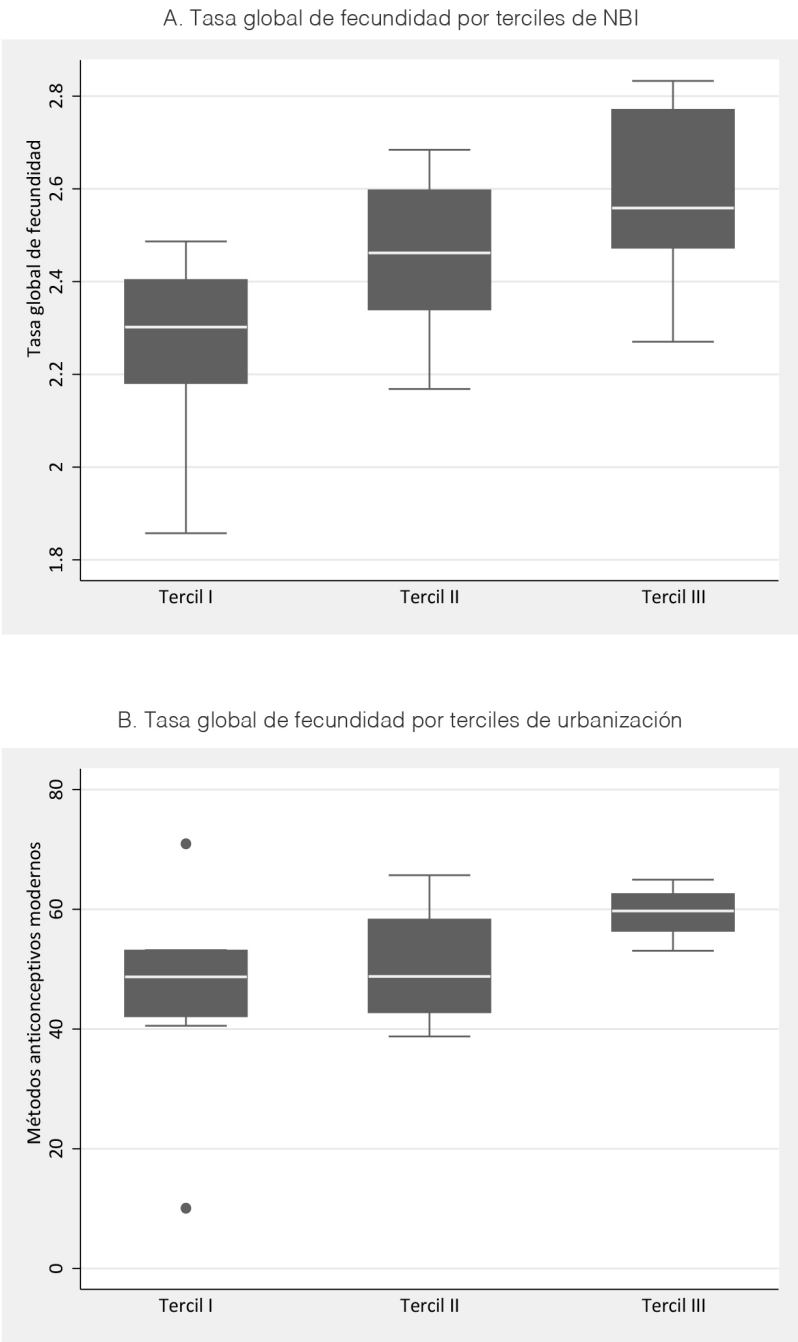 A. Tasa global de fecundidad por terciles de NBI
Tasa global de fecundidad
2.8
2.6
2.4
2.2
2
1.8
Tercil I
Tercil II
Tercil III
B. Tasa global de fecundidad por terciles de urbanización
Métodos anticonceptivos modernos
80
60
40
20
0
Tercil I
Tercil II
Tercil III